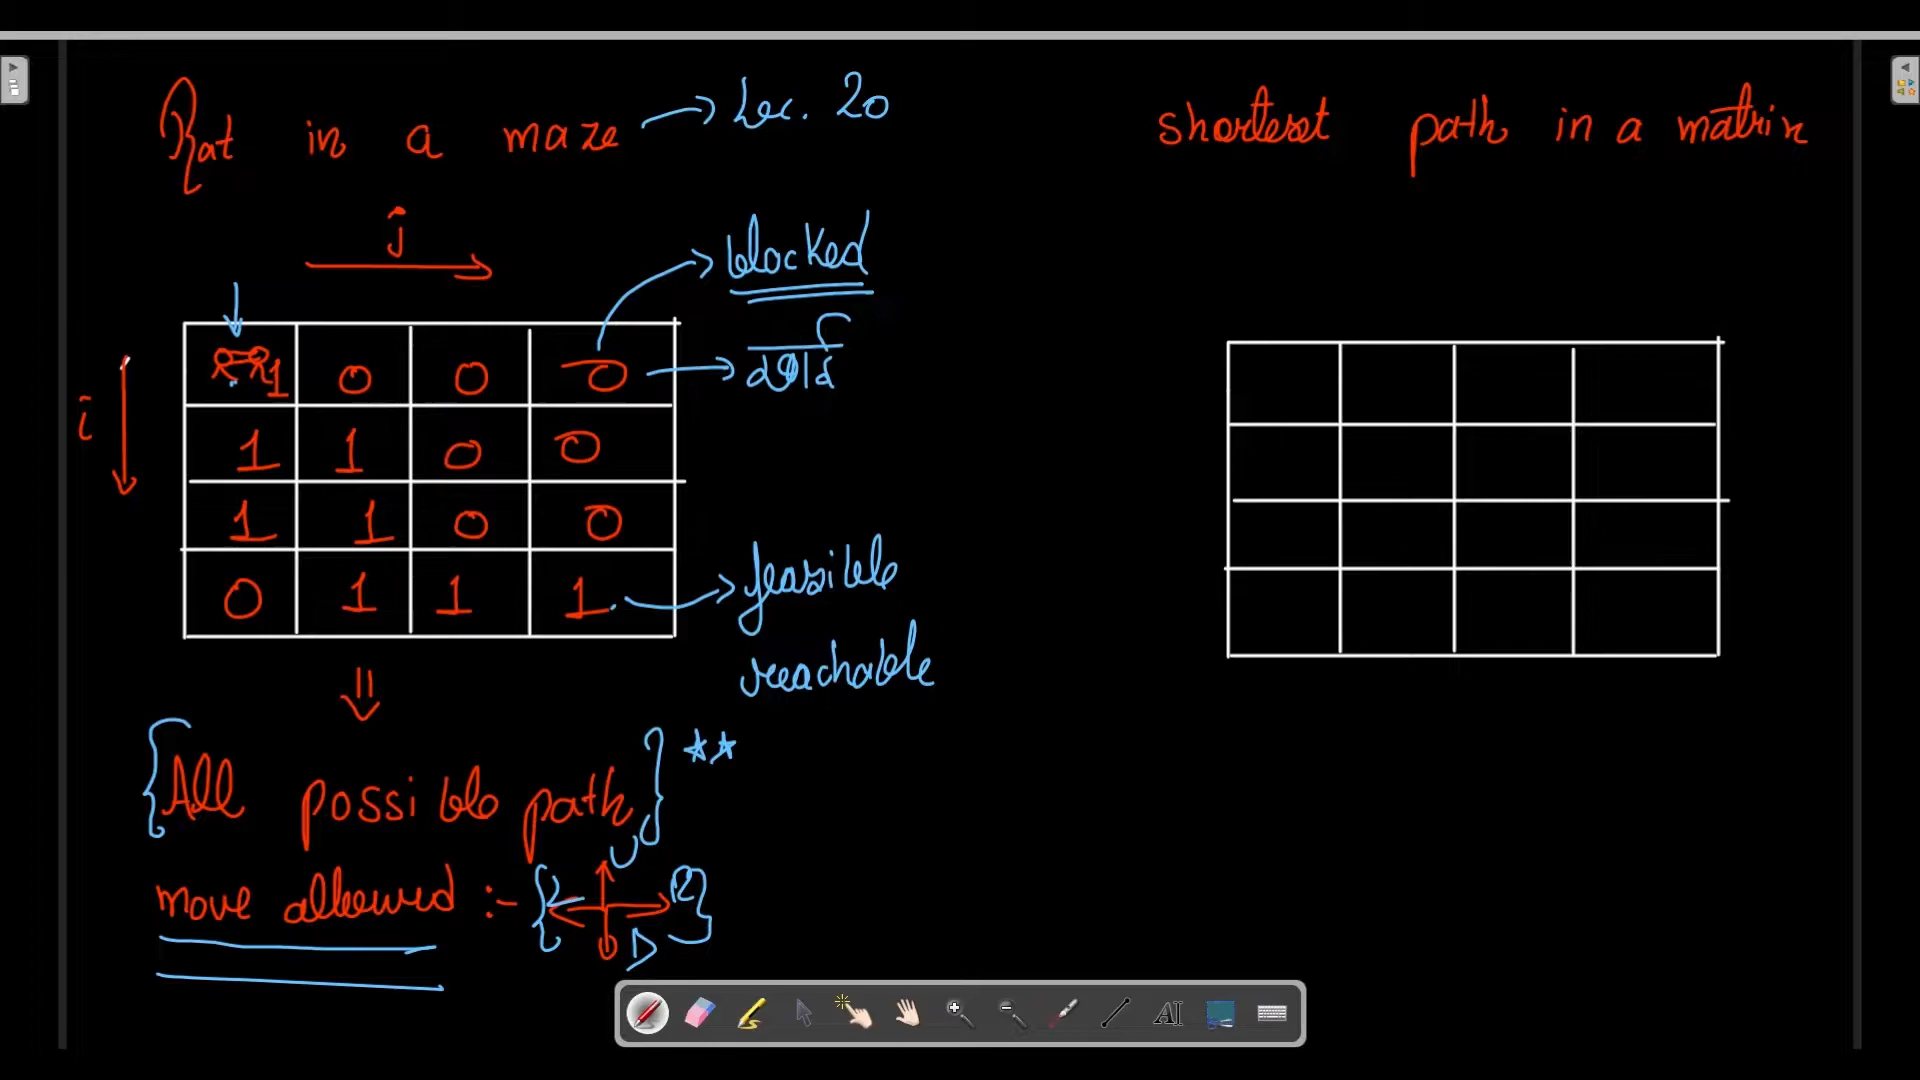 Rat in a maze → Lec. 20
shortest path in a matrix
j
blocked
i
1 0 0 0
1 1 0 0
1 1 0 0
0 1 1 1
feasible
reachable
{All possible path} **
move allowed :- { L U R D }
AI